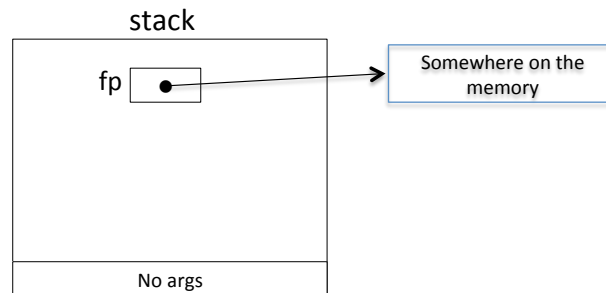 stack
fp
Somewhere on the
memory
No args